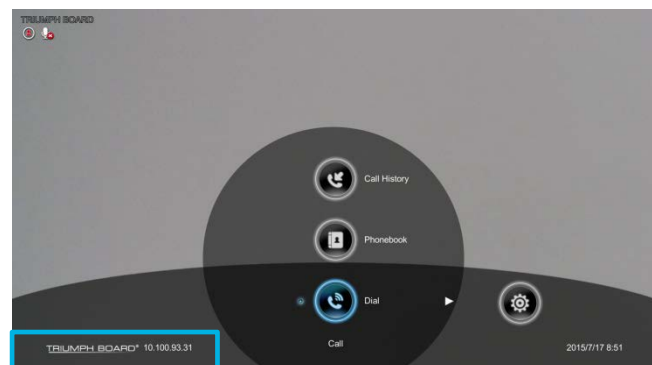 TRIUMPH BOARD
Call History
Phonebook
Dial
Call
TRIUMPH BOARD® 10.100.93.31
2015/7/17 8:51